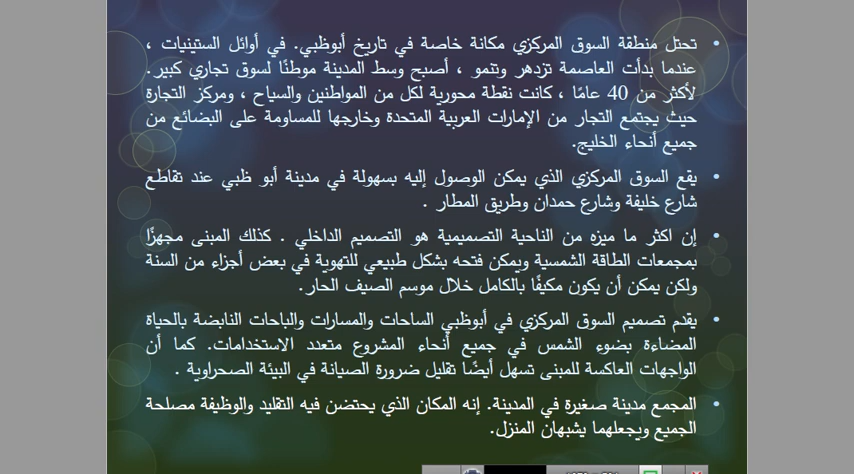 • تحتل منطقة السوق المركزي مكانة خاصة في تاريخ أبوظبي. في أوائل الستينيات ،
عندما بدأت العاصمة تزدهر وتنمو ، أصبح وسط المدينة موطنًا لسوق تجاري كبير.
لأكثر من 40 عامًا ، كانت نقطة محورية لكل من المواطنين والسياح ، ومركز التجارة
حيث يجتمع التجار من الإمارات العربية المتحدة وخارجها للمساومة على البضائع من
جميع أنحاء الخليج.
• يقع السوق المركزي الذي يمكن الوصول إليه بسهولة في مدينة أبو ظبي عند تقاطع
شارع خليفة وشارع حمدان وطريق المطار .
• إن اكثر ما ميزه من الناحية التصميمية هو التصميم الداخلي . كذلك المبنى مجهزًا
بمجمعات الطاقة الشمسية ويمكن فتحه بشكل طبيعي للتهوية في بعض أجزاء من السنة
ولكن يمكن أن يكون مكيفًا بالكامل خلال موسم الصيف الحار.
• يقدم تصميم السوق المركزي في أبوظبي الساحات والمسارات والباحات النابضة بالحياة
المضاءة بضوء الشمس في جميع أنحاء المشروع متعدد الاستخدامات. كما أن
الواجهات العاكسة للمبنى تسهل أيضًا تقليل ضرورة الصيانة في البيئة الصحراوية .
• المجمع مدينة صغيرة في المدينة. إنه المكان الذي يحتضن فيه التقليد والوظيفة مصلحة
الجميع ويجعلهما يشبهان المنزل.